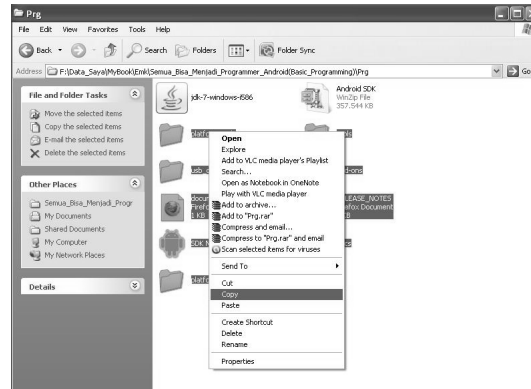 Prg
File Edit View Favorites Tools Help
Back Search Folders Folder Sync
Address F:\Data_Saya\MyBook\Emk\Semua_Bisa_Menjadi_Programmer_Android(Basic_Programming)\Prg Go
File and Folder Tasks
Move the selected items
Copy the selected items
E-mail the selected items
Delete the selected items
Other Places
Semua_Bisa_Menjadi_Progr
My Documents
Shared Documents
My Computer
My Network Places
Details
jdk-7-windows-i586
Android SDK
WinZip File
357.544 KB
Open
Explore
Add to VLC media player's Playlist
Search...
Open as Notebook in OneNote
Play with VLC media player
Add to archive...
Add to "Prg.rar"
Compress and email...
Compress to "Prg.rar" and email
Scan selected items for viruses
Send To
Cut
Copy
Paste
Create Shortcut
Delete
Rename
Properties